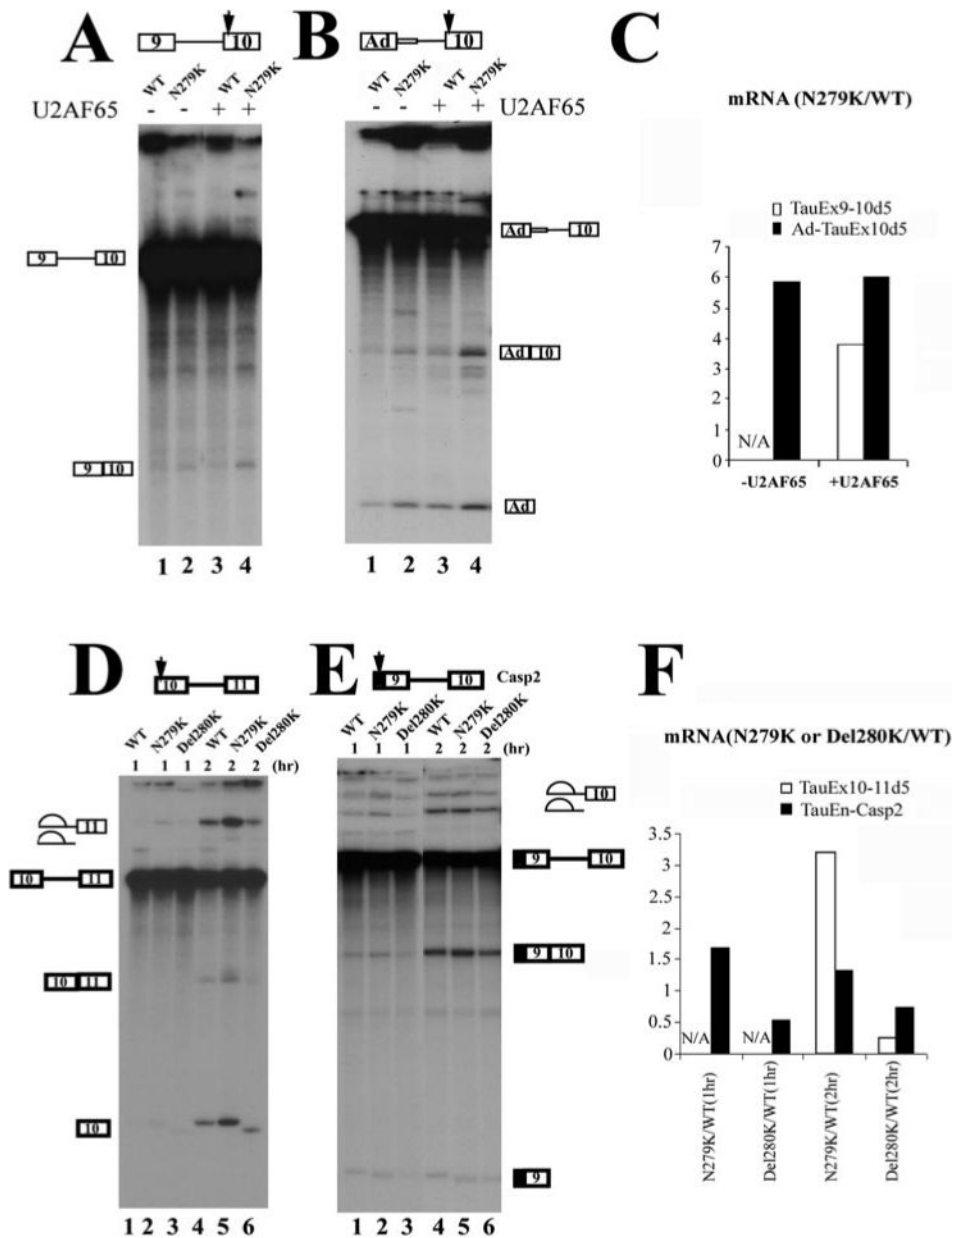 A
9 10
WT N279K WT N279K
U2AF65 - - + +
9 10
9 10
1 2 3 4
B
Ad 10
WT N279K WT N279K
- - + + U2AF65
Ad 10
Ad 10
Ad
1 2 3 4
C
mRNA (N279K/WT)
TauEx9-10d5
Ad-TauEx10d5
7
6
5
4
3
2
1
0
N/A
-U2AF65 +U2AF65
D
10 11
WT N279K Del280K WT N279K Del280K
1 1 1 2 2 2 (hr)
11
10 11
10 11
10
1 2 3 4 5 6
E
9 10 Casp2
WT N279K Del280K WT N279K Del280K
1 1 1 2 2 2 (hr)
10
9 10
9 10
9
1 2 3 4 5 6
F
mRNA(N279K or Del280K/WT)
TauEx10-11d5
TauEn-Casp2
3.5
3
2.5
2
1.5
1
0.5
0
N/A N/A
N279K/WT(1hr)
Del280K/WT(1hr)
N279K/WT(2hr)
Del280K/WT(2hr)